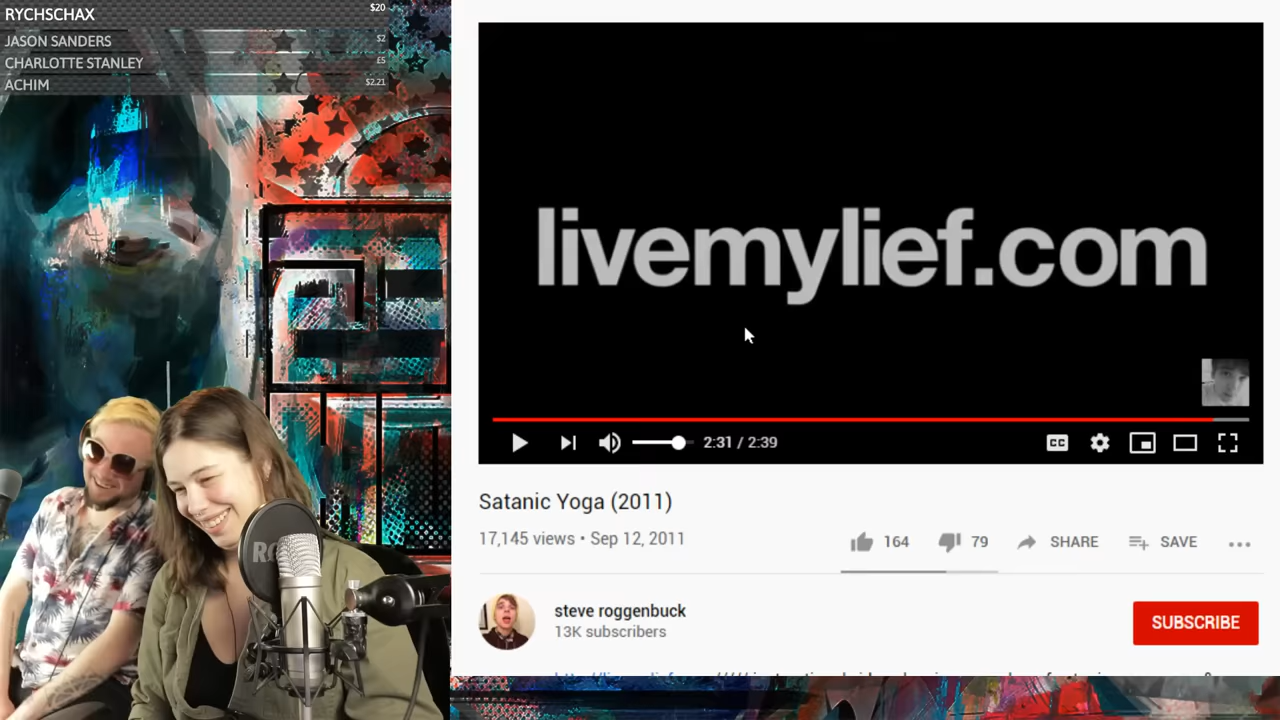 RYCHSCHAX $20
JASON SANDERS $2
CHARLOTTE STANLEY £5
ACHIM $2.21
livemylief.com
2:31 / 2:39
CC
Satanic Yoga (2011)
17,145 views • Sep 12, 2011
164 79 SHARE SAVE
steve roggenbuck
13K subscribers
SUBSCRIBE